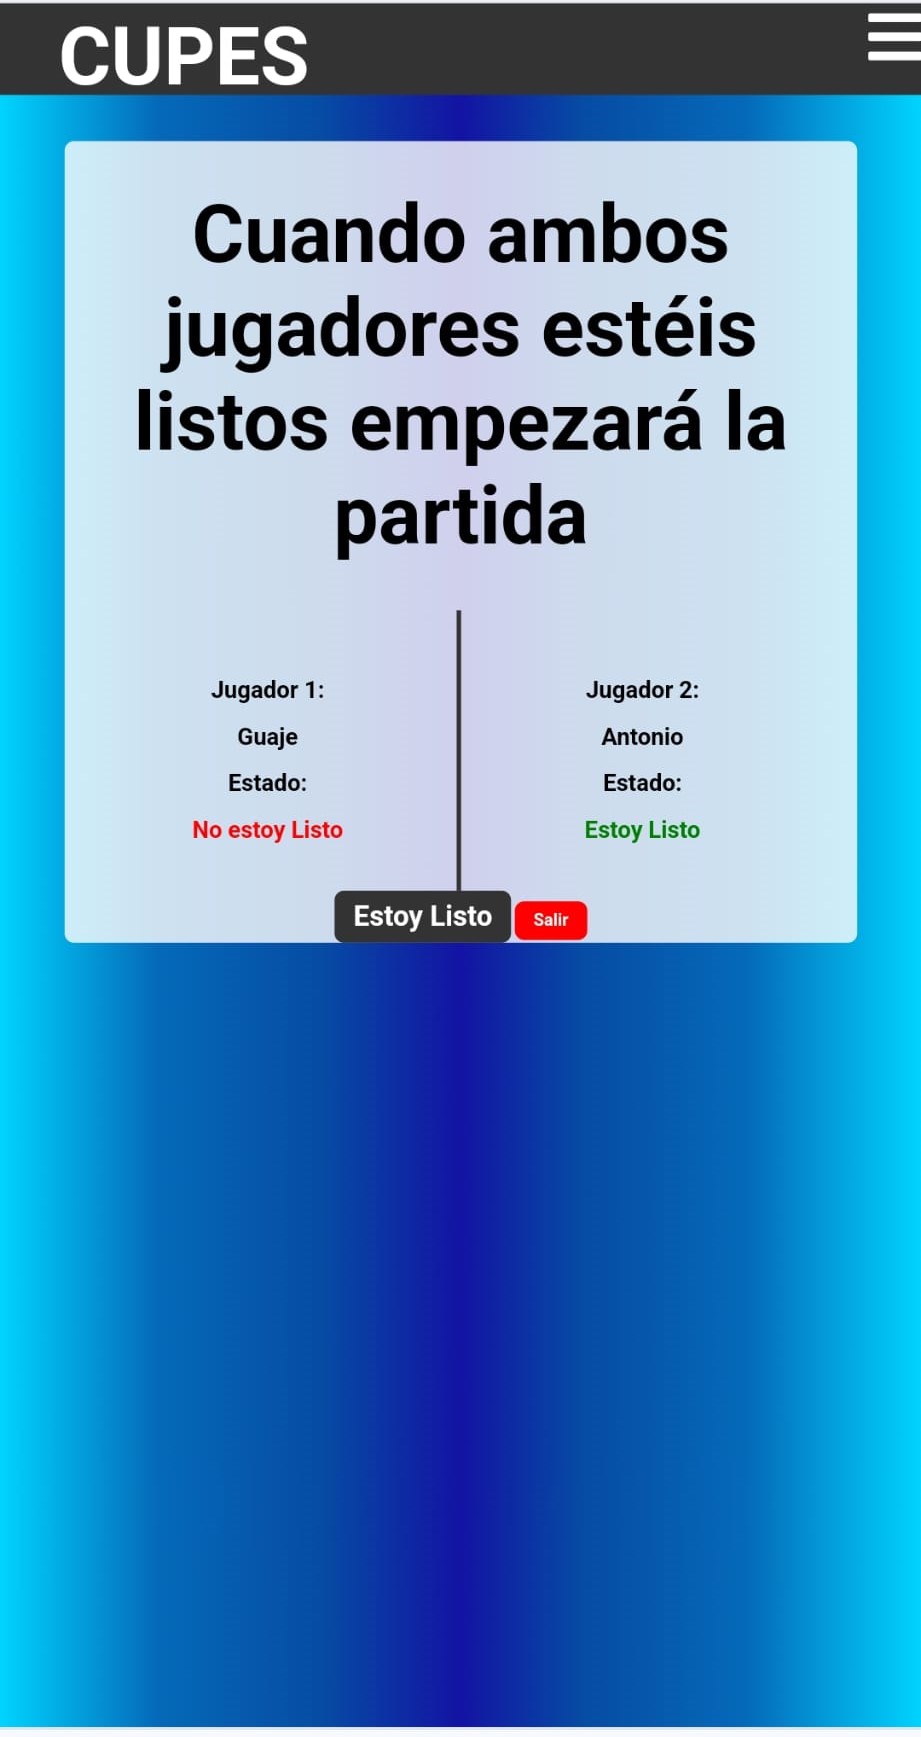 CUPES
Cuando ambos
jugadores estéis
listos empezará la
partida
Jugador 1:
Guaje
Estado:
No estoy Listo
Jugador 2:
Antonio
Estado:
Estoy Listo
Estoy Listo
Salir